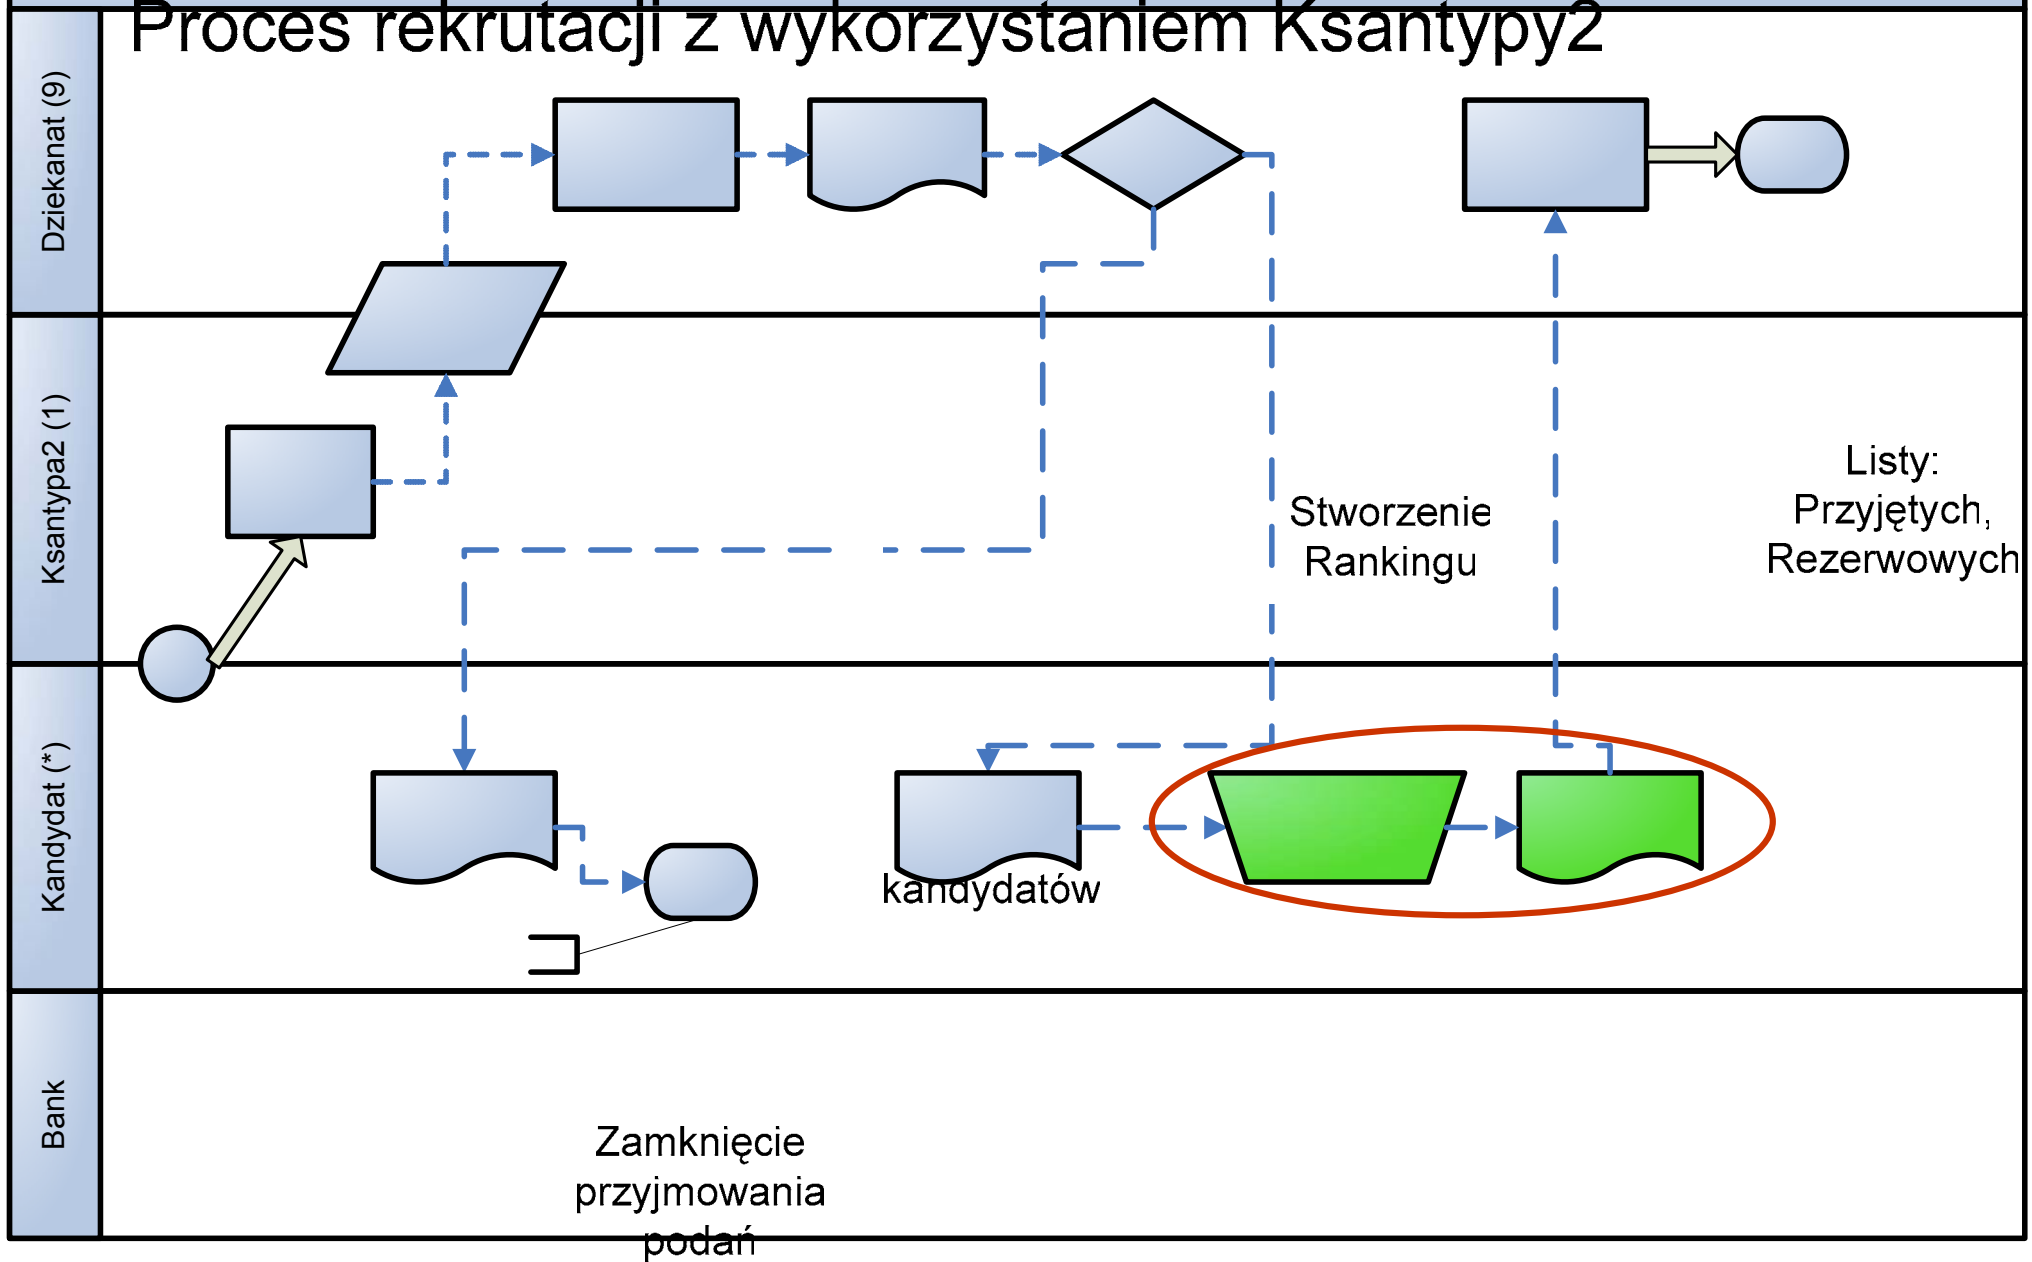 Proces rekrutacji z wykorzystaniem Ksantypy2
Dziekanat (9)
Ksantypa2 (1)
Stworzenie
Rankingu
Listy:
Przyjętych,
Rezerwowych
Kandydat (*)
kandydatów
Bank
Zamknięcie
przyjmowania
podań